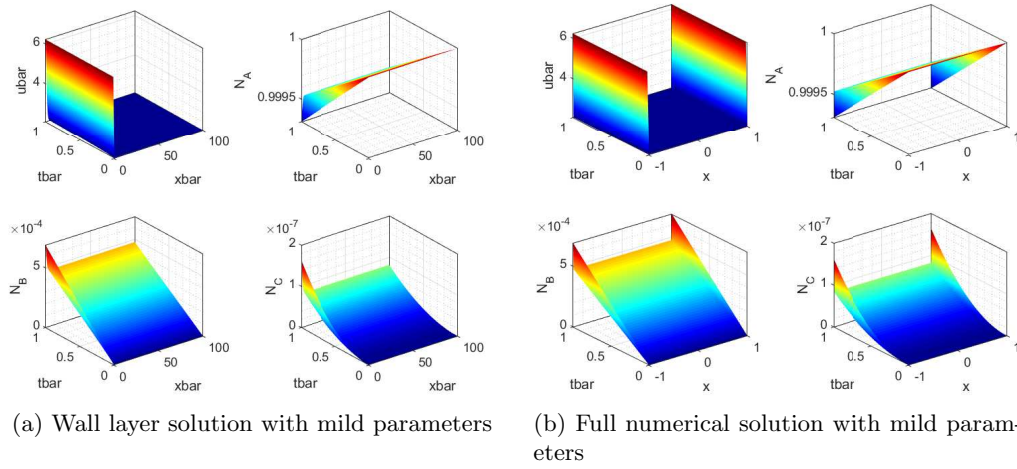 6
4
ubar
1
0.5
0
tbar
0
50
100
xbar
1
0.9995
N_A
1
0.5
0
tbar
0
50
100
xbar
×10^-4
5
0
N_B
1
0.5
0
tbar
0
50
100
xbar
×10^-7
2
1
0
N_C
1
0.5
0
tbar
0
50
100
xbar
(a) Wall layer solution with mild parameters
6
4
ubar
1
0.5
0
tbar
-1
0
1
x
1
0.9995
N_A
1
0.5
0
tbar
-1
0
1
x
×10^-4
5
0
N_B
1
0.5
0
tbar
-1
0
1
x
×10^-7
2
1
0
N_C
1
0.5
0
tbar
-1
0
1
x
(b) Full numerical solution with mild param-
eters